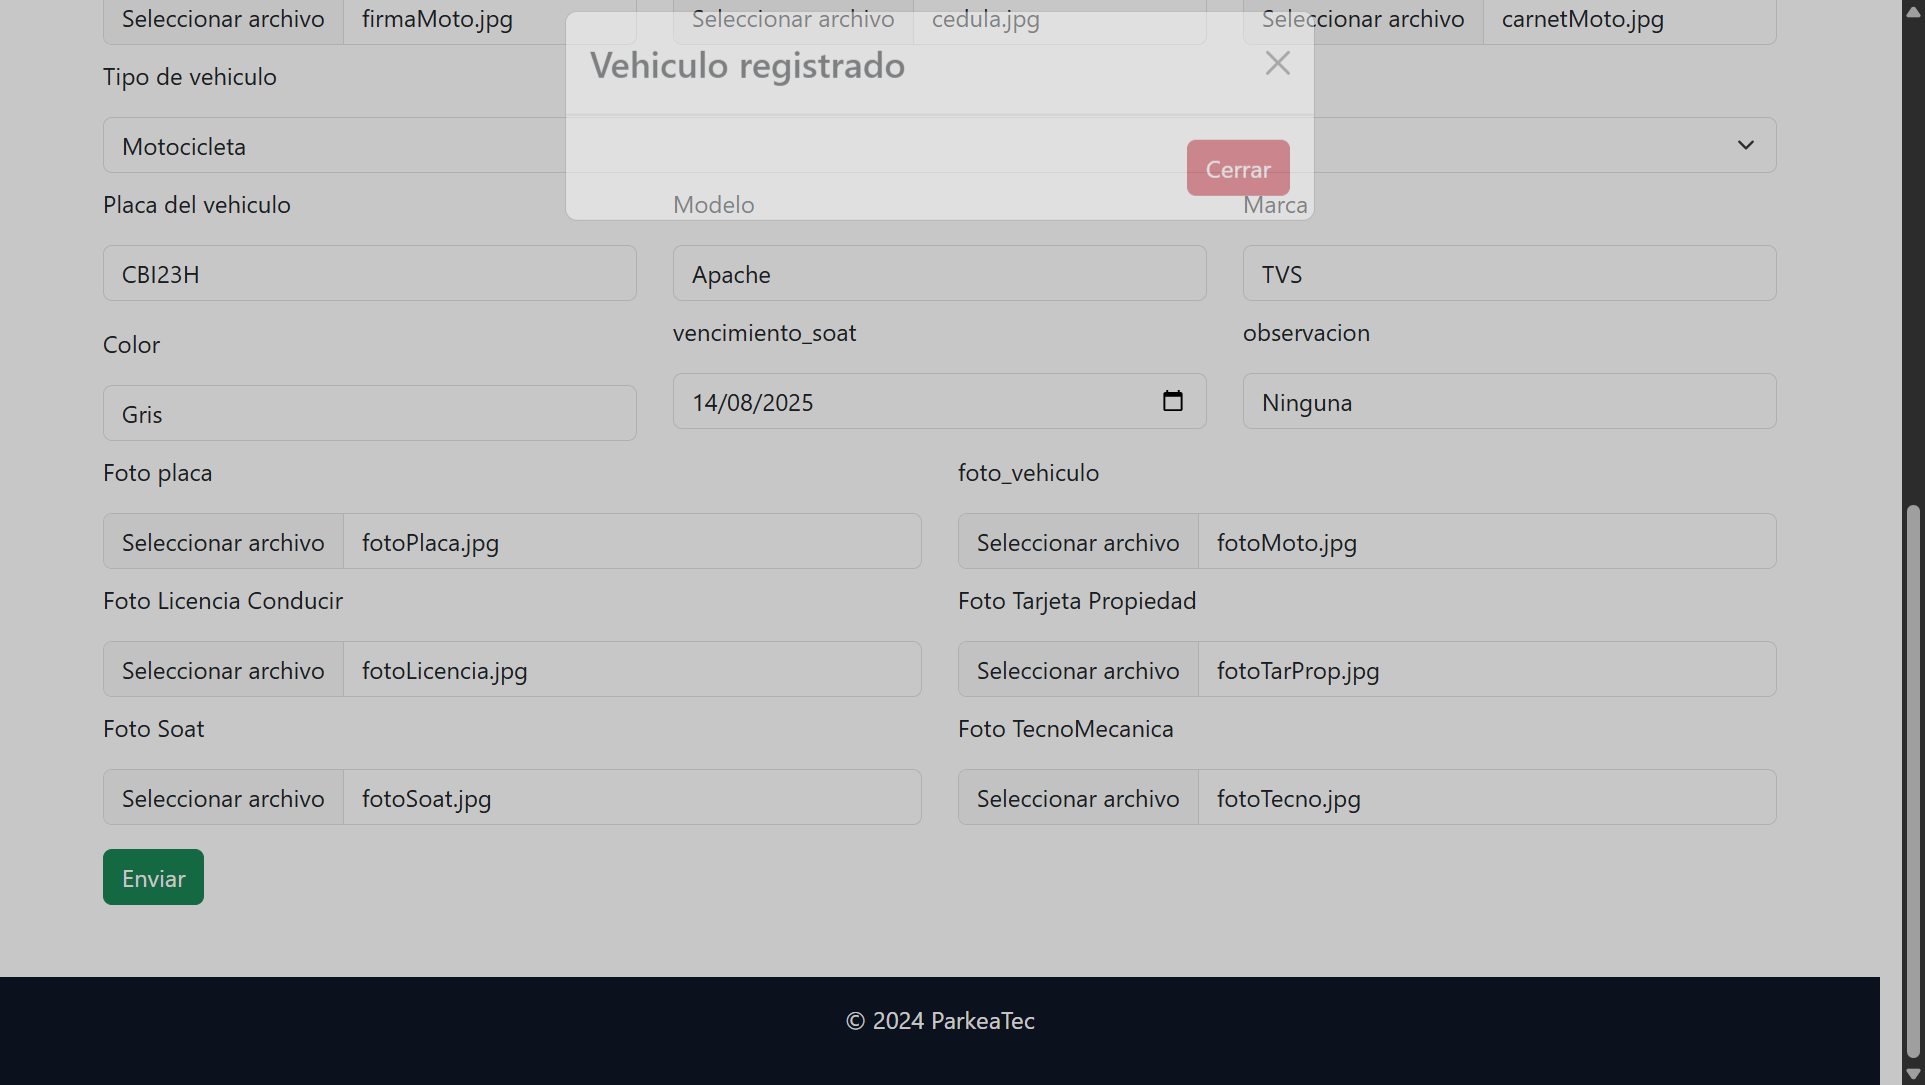 Seleccionar archivo firmaMoto.jpg Seleccionar archivo cedula.jpg Seleccionar archivo carnetMoto.jpg
Vehiculo registrado
Tipo de vehiculo
Motocicleta
Cerrar
Placa del vehiculo Modelo Marca
CBI23H Apache TVS
Color vencimiento_soat observacion
Gris 14/08/2025 Ninguna
Foto placa foto_vehiculo
Seleccionar archivo fotoPlaca.jpg Seleccionar archivo fotoMoto.jpg
Foto Licencia Conducir Foto Tarjeta Propiedad
Seleccionar archivo fotoLicencia.jpg Seleccionar archivo fotoTarProp.jpg
Foto Soat Foto TecnoMecanica
Seleccionar archivo fotoSoat.jpg Seleccionar archivo fotoTecno.jpg
Enviar
© 2024 ParkeaTec